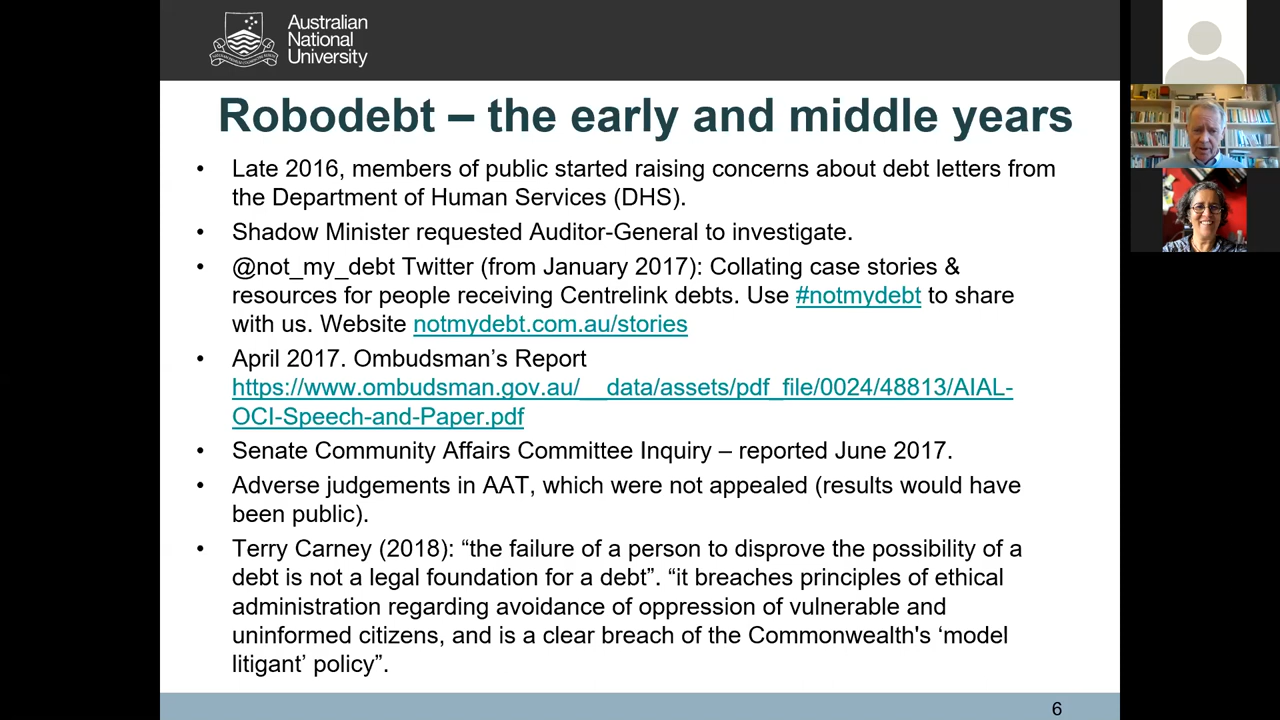 Australian
National
University
Robodebt – the early and middle years
• Late 2016, members of public started raising concerns about debt letters from
the Department of Human Services (DHS).
• Shadow Minister requested Auditor-General to investigate.
• @not_my_debt Twitter (from January 2017): Collating case stories &
resources for people receiving Centrelink debts. Use #notmydebt to share
with us. Website notmydebt.com.au/stories
• April 2017. Ombudsman’s Report
https://www.ombudsman.gov.au/__data/assets/pdf_file/0024/48813/AIAL-
OCI-Speech-and-Paper.pdf
• Senate Community Affairs Committee Inquiry – reported June 2017.
• Adverse judgements in AAT, which were not appealed (results would have
been public).
• Terry Carney (2018): “the failure of a person to disprove the possibility of a
debt is not a legal foundation for a debt”. “it breaches principles of ethical
administration regarding avoidance of oppression of vulnerable and
uninformed citizens, and is a clear breach of the Commonwealth's ‘model
litigant’ policy”.
6